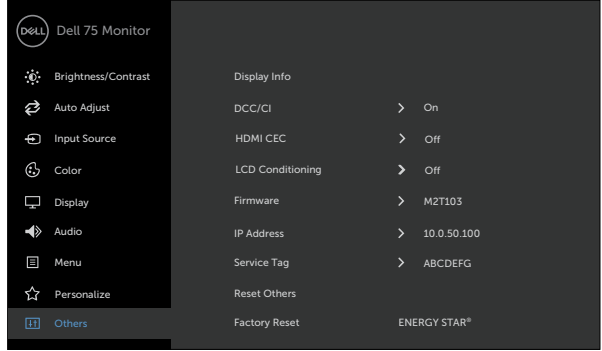 DELL Dell 75 Monitor
Brightness/Contrast
Auto Adjust
Input Source
Color
Display
Audio
Menu
Personalize
Others
Display Info
DCC/CI > On
HDMI CEC > Off
LCD Conditioning > Off
Firmware > M2T103
IP Address > 10.0.50.100
Service Tag > ABCDEFG
Reset Others
Factory Reset ENERGY STAR®